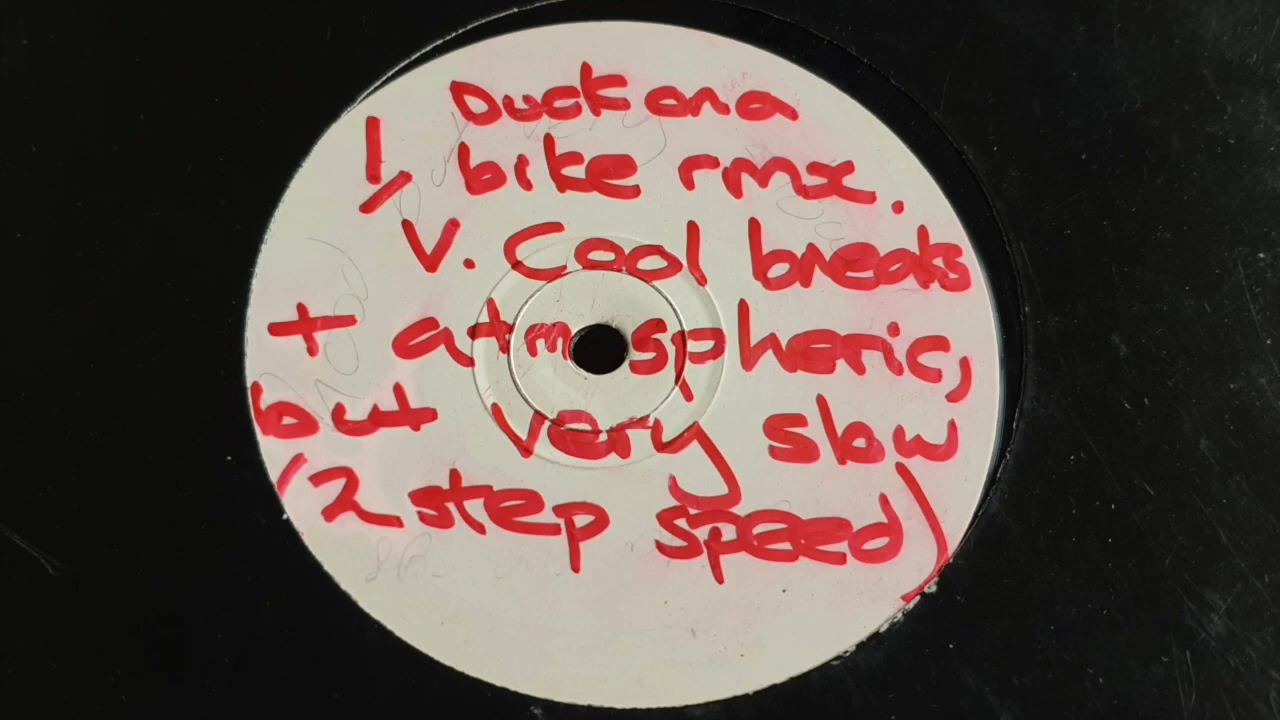 Duck on a
1/ bike rmx.
V. Cool breaks
+ atmospheric,
but very slow
(2 step speed)